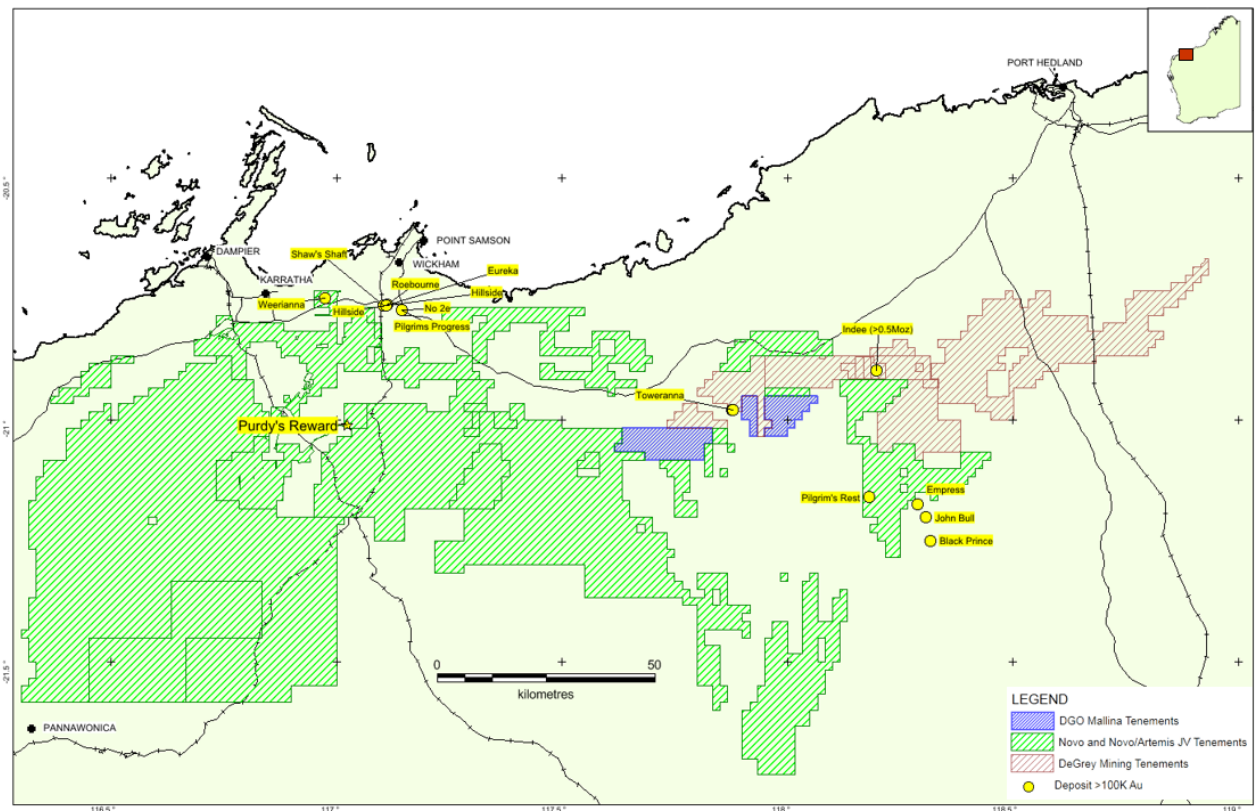 PORT HEDLAND
-20.5 °
POINT SAMSON
DAMPIER
Shaw's Shaft
WICKHAM
Eureka
KARRATHA
Roebourne
Hillside
Weerianna
Hillside
No 2e
Pilgrims Progress
Indee (>0.5Moz)
Toweranna
-21 °
Purdy's Reward
Pilgrim's Rest
Empress
John Bull
Black Prince
-21.5 °
0 50
kilometres
PANNAWONICA
LEGEND
DGO Mallina Tenements
Novo and Novo/Artemis JV Tenements
DeGrey Mining Tenements
Deposit >100K Au
116.5 ° 117 ° 117.5 ° 118 ° 118.5 ° 119 °